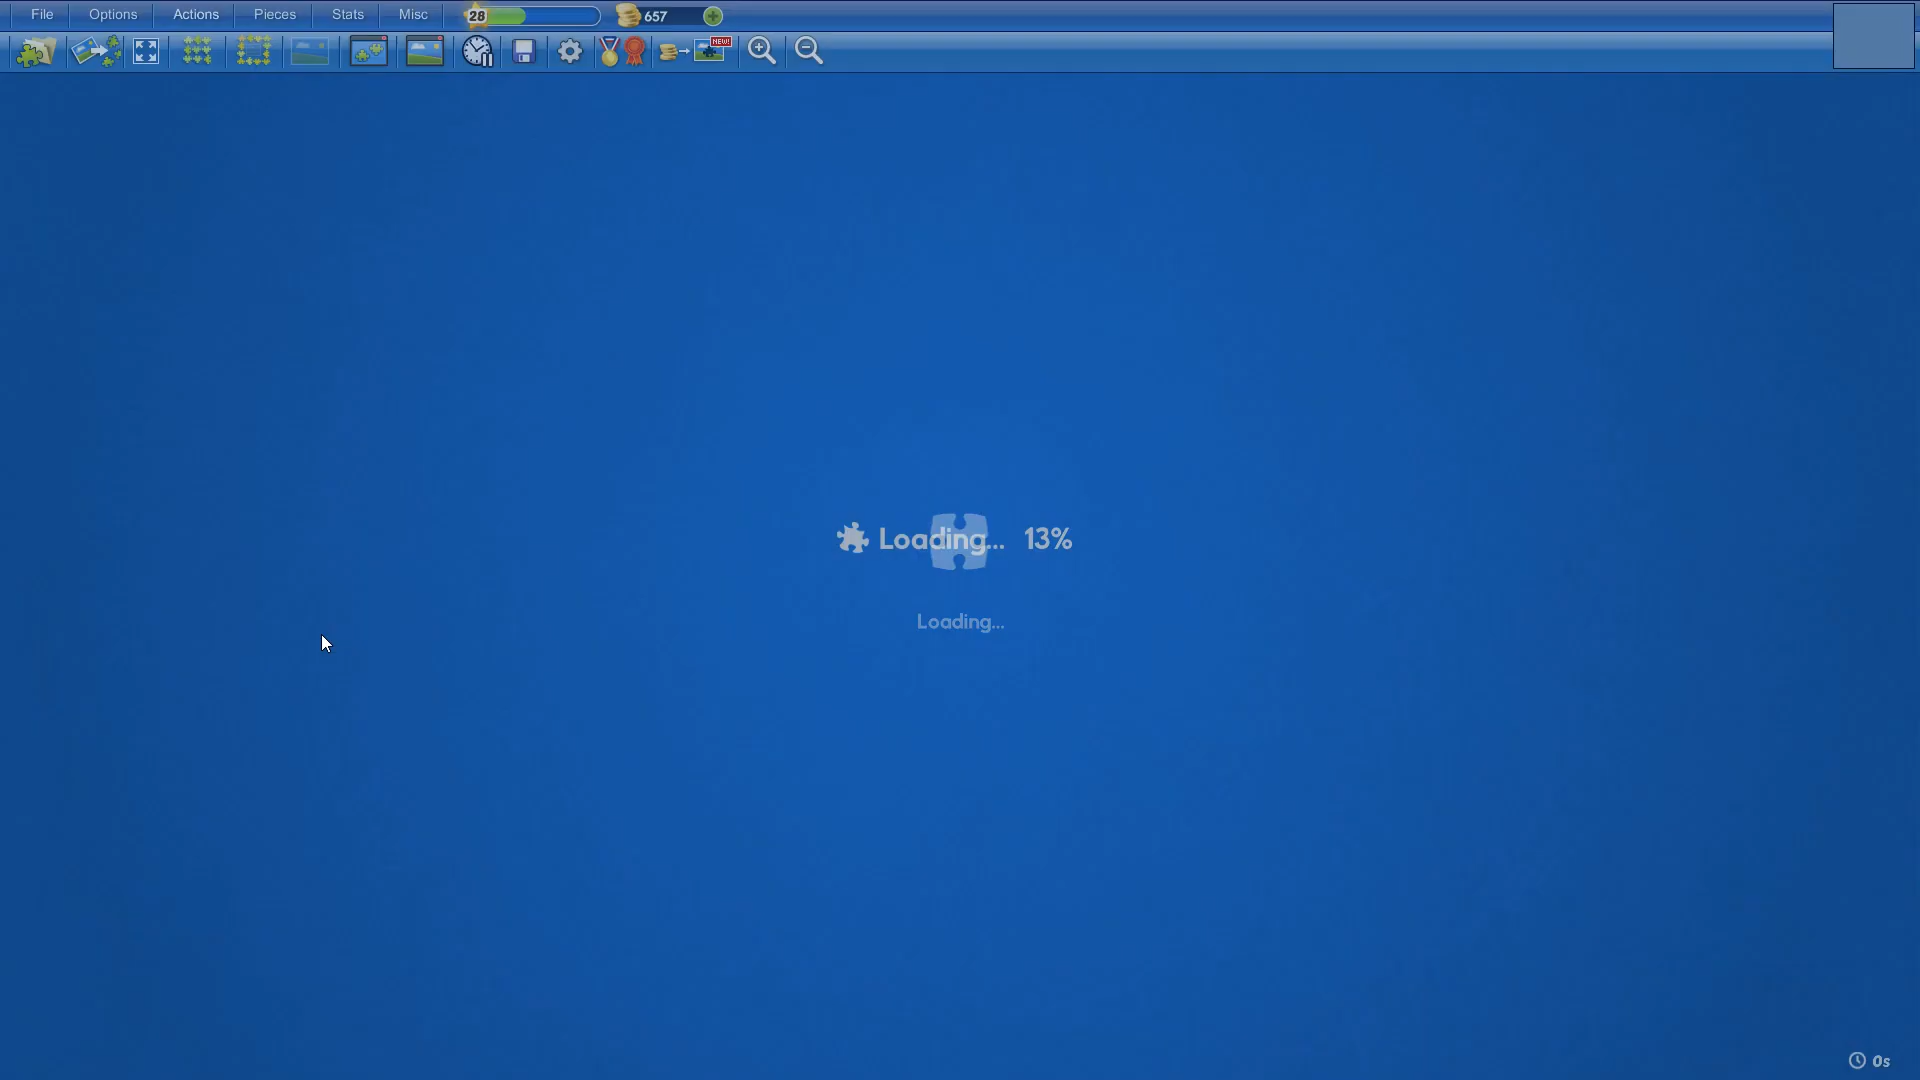 File Options Actions Pieces Stats Misc 28 657
NEW!
Loading... 13%
Loading...
0s